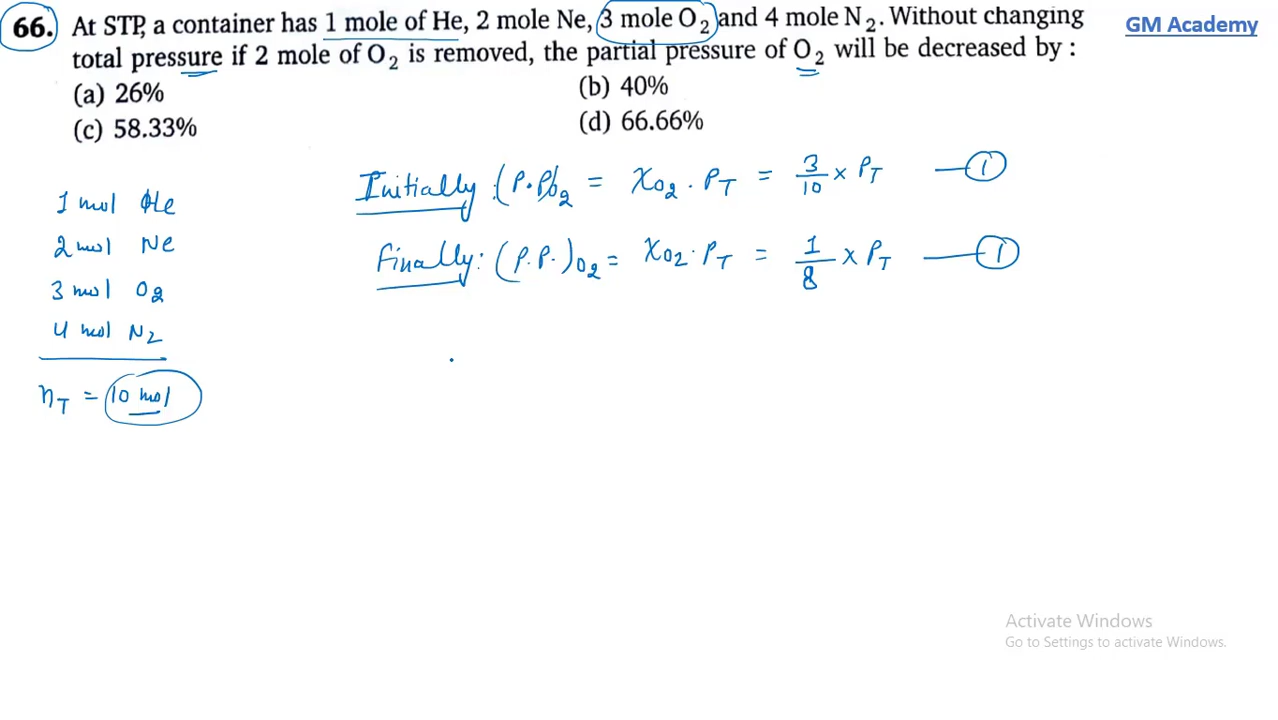 66. At STP, a container has 1 mole of He, 2 mole Ne, 3 mole O₂ and 4 mole N₂. Without changing
GM Academy
total pressure if 2 mole of O₂ is removed, the partial pressure of O₂ will be decreased by :
(a) 26% (b) 40%
(c) 58.33% (d) 66.66%
Initially : (P.P)O₂ = XO₂ . PT = 3/10 × PT — ①
1 mol He
2 mol Ne
Finally : (P.P.)O₂ = XO₂ . PT = 1/8 × PT — ①
3 mol O₂
4 mol N₂
nT = 10 mol
Activate Windows
Go to Settings to activate Windows.